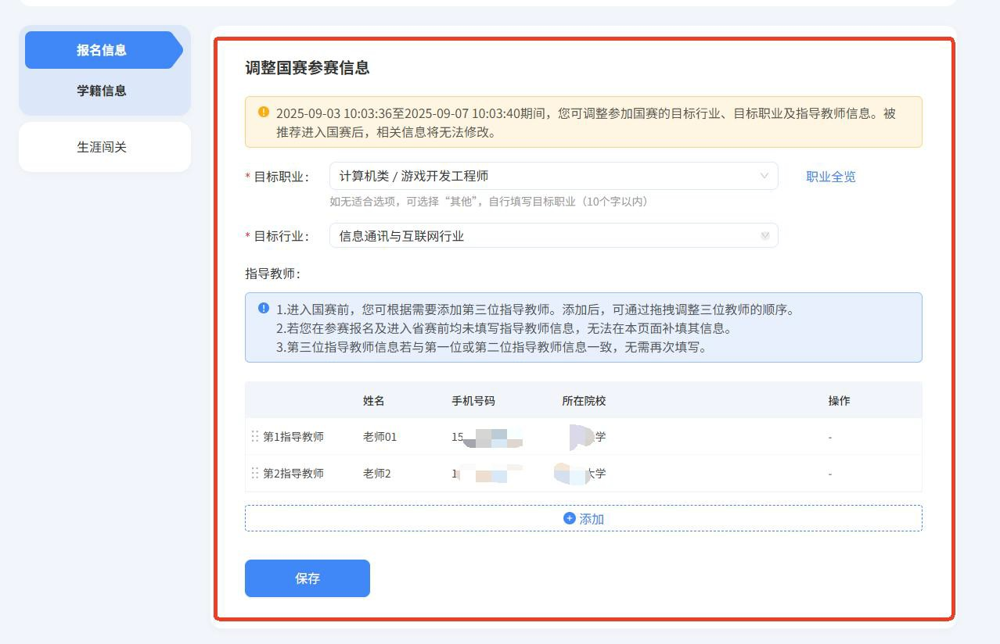 报名信息
学籍信息
生涯闯关
调整国赛参赛信息
2025-09-03 10:03:36至2025-09-07 10:03:40期间，您可调整参加国赛的目标行业、目标职业及指导教师信息。被
推荐进入国赛后，相关信息将无法修改。
* 目标职业： 计算机类 / 游戏开发工程师 职业全览
如无适合选项，可选择“其他”，自行填写目标职业（10个字以内）
* 目标行业： 信息通讯与互联网行业
指导教师：
1.进入国赛前，您可根据需要添加第三位指导教师。添加后，可通过拖拽调整三位教师的顺序。
2.若您在参赛报名及进入省赛前均未填写指导教师信息，无法在本页面补填其信息。
3.第三位指导教师信息若与第一位或第二位指导教师信息一致，无需再次填写。
姓名 手机号码 所在院校 操作
第1指导教师 老师01 15 学 -
第2指导教师 老师2 1 大学 -
添加
保存